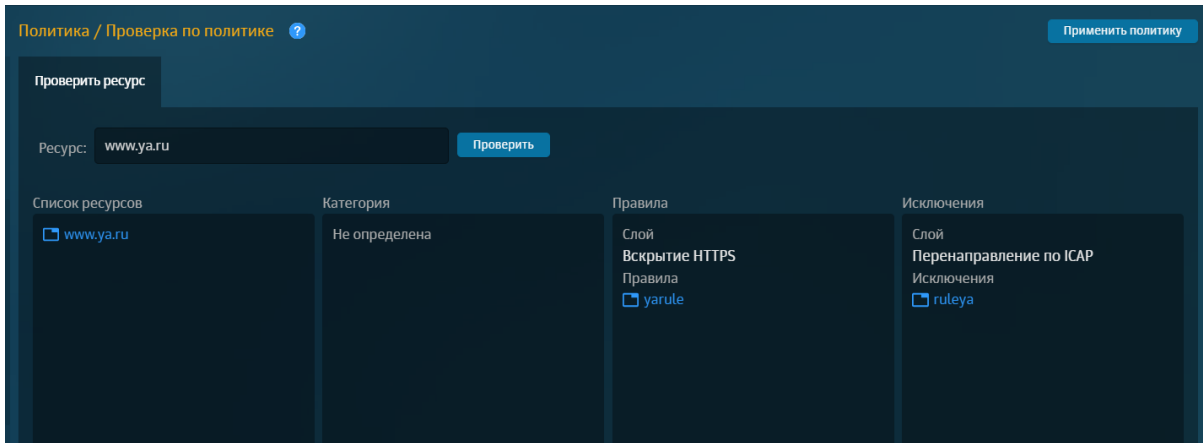 Политика / Проверка по политике ?
Применить политику
Проверить ресурс
Ресурс: www.ya.ru Проверить
Список ресурсов
www.ya.ru
Категория
Не определена
Правила
Слой
Вскрытие HTTPS
Правила
yarule
Исключения
Слой
Перенаправление по ICAP
Исключения
ruleya